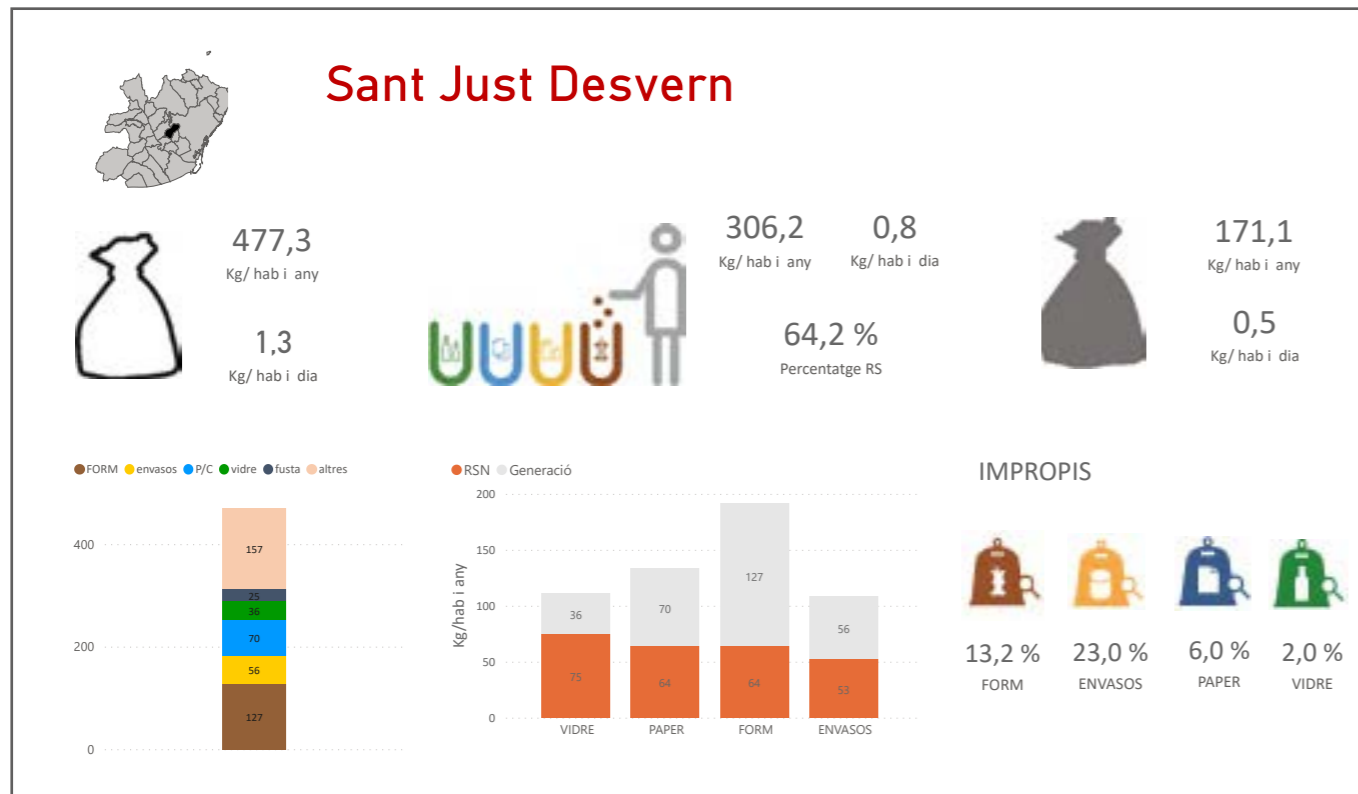 Sant Just Desvern
477,3
Kg/ hab i any
1,3
Kg/ hab i dia
306,2
Kg/ hab i any
0,8
Kg/ hab i dia
64,2 %
Percentatge RS
171,1
Kg/ hab i any
0,5
Kg/ hab i dia
FORM envasos P/C vidre fusta altres
400
200
0
157
25
36
70
56
127
RSN Generació
Kg/hab i any
200
150
100
50
0
36
75
70
64
127
64
56
53
VIDRE PAPER FORM ENVASOS
IMPROPIS
13,2 %
FORM
23,0 %
ENVASOS
6,0 %
PAPER
2,0 %
VIDRE